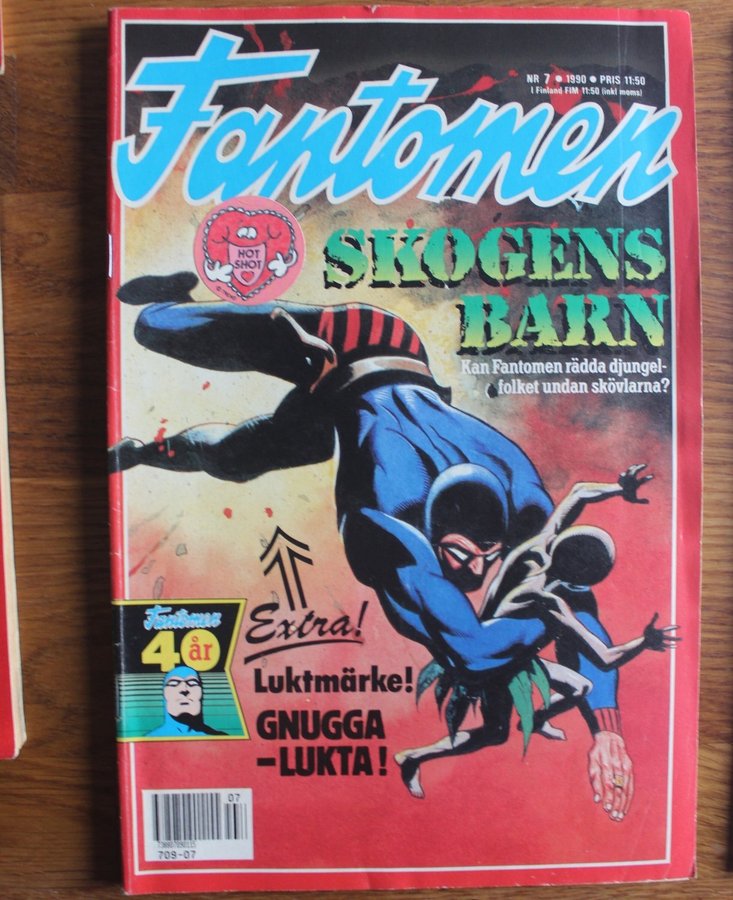 NR 7 • 1990 • PRIS 11:50
I Finland FIM 11:50 (inkl moms)
Fantomen
HOT
SHOT
SKOGENS
BARN
Kan Fantomen rädda djungel-
folket undan skövlarna?
Extra!
Luktmärke!
GNUGGA
–LUKTA!
Fantomen
40 år
07
709-07